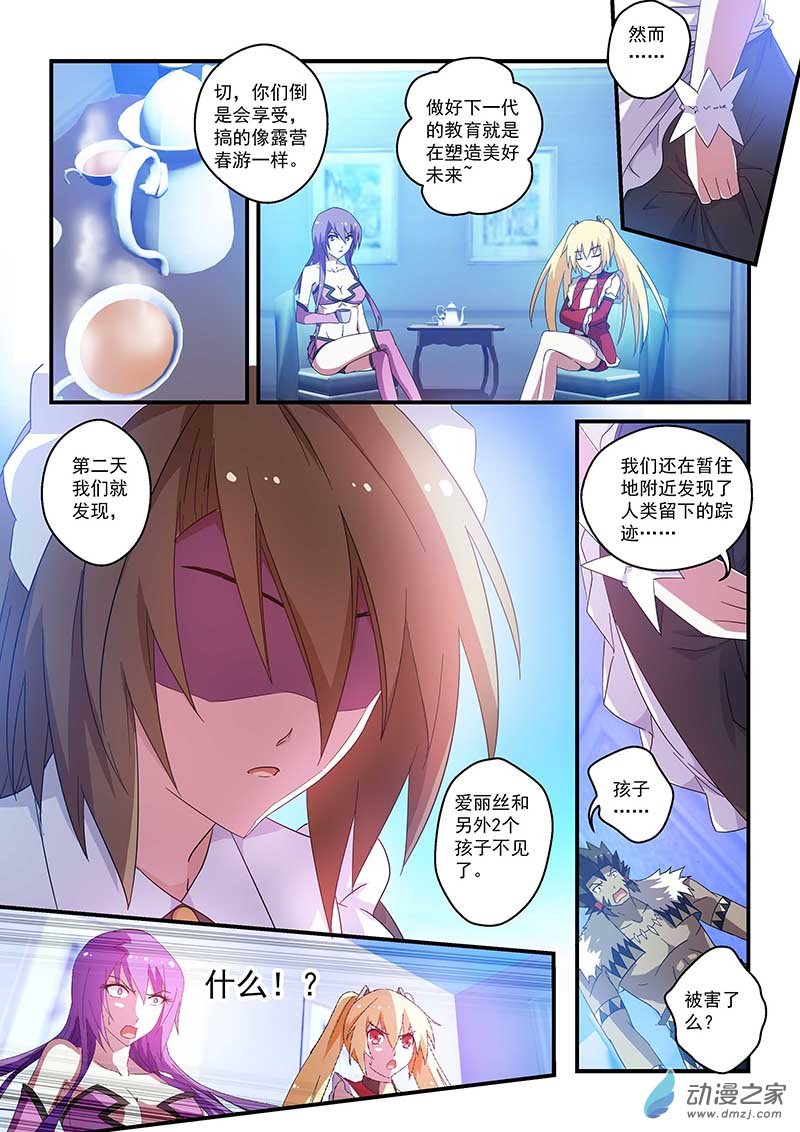 切，你们倒
是会享受，
搞的像露营
春游一样。
做好下一代
的教育就是
在塑造美好
未来~
然而
……
第二天
我们就
发现，
爱丽丝和
另外2个
孩子不见
了。
我们还在暂住
地附近发现了
人类留下的踪
迹……
什么！？
孩子
……
被害了
么？
动漫之家
www.dmzj.com